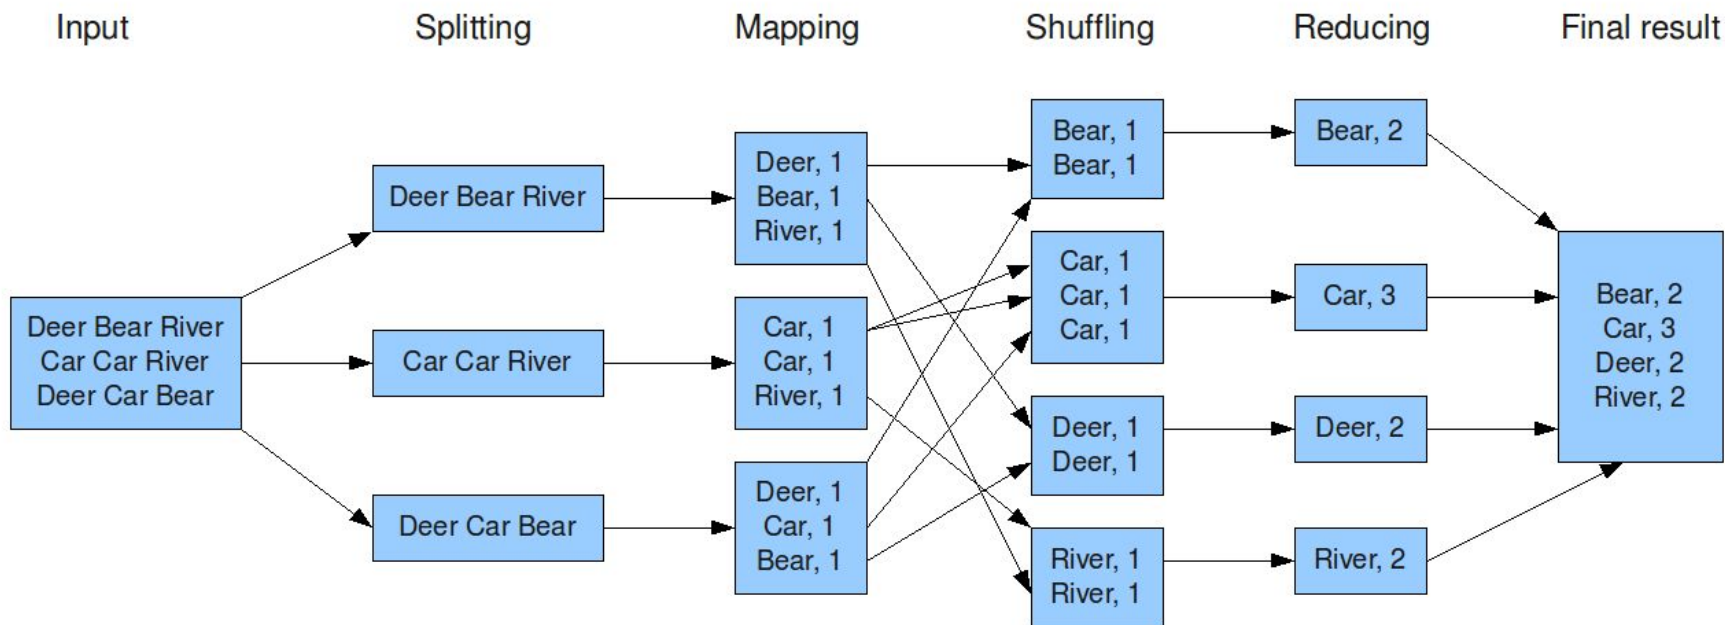 Input
Splitting
Mapping
Shuffling
Reducing
Final result
Deer Bear River
Car Car River
Deer Car Bear
Deer Bear River
Car Car River
Deer Car Bear
Deer, 1
Bear, 1
River, 1
Car, 1
Car, 1
River, 1
Deer, 1
Car, 1
Bear, 1
Bear, 1
Bear, 1
Car, 1
Car, 1
Car, 1
Deer, 1
Deer, 1
River, 1
River, 1
Bear, 2
Car, 3
Deer, 2
River, 2
Bear, 2
Car, 3
Deer, 2
River, 2